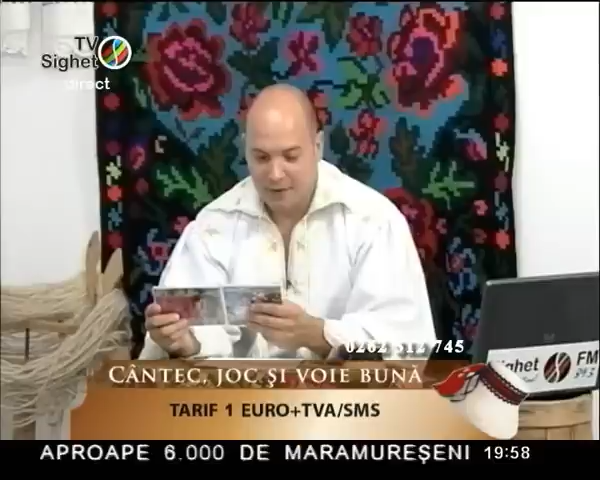 TV
Sighet
direct
0262 312 745
Sighet FM
CÂNTEC, JOC ŞI VOIE BUNĂ
TARIF 1 EURO+TVA/SMS
APROAPE 6.000 DE MARAMUREŞENI 19:58